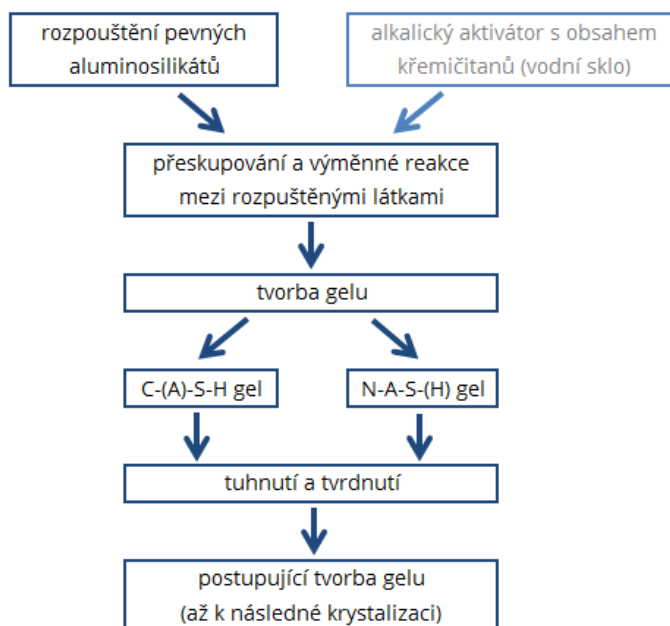 rozpouštění pevných
aluminosilikátů
alkalický aktivátor s obsahem
křemičitanů (vodní sklo)
přeskupování a výměnné reakce
mezi rozpuštěnými látkami
tvorba gelu
C-(A)-S-H gel
N-A-S-(H) gel
tuhnutí a tvrdnutí
postupující tvorba gelu
(až k následné krystalizaci)